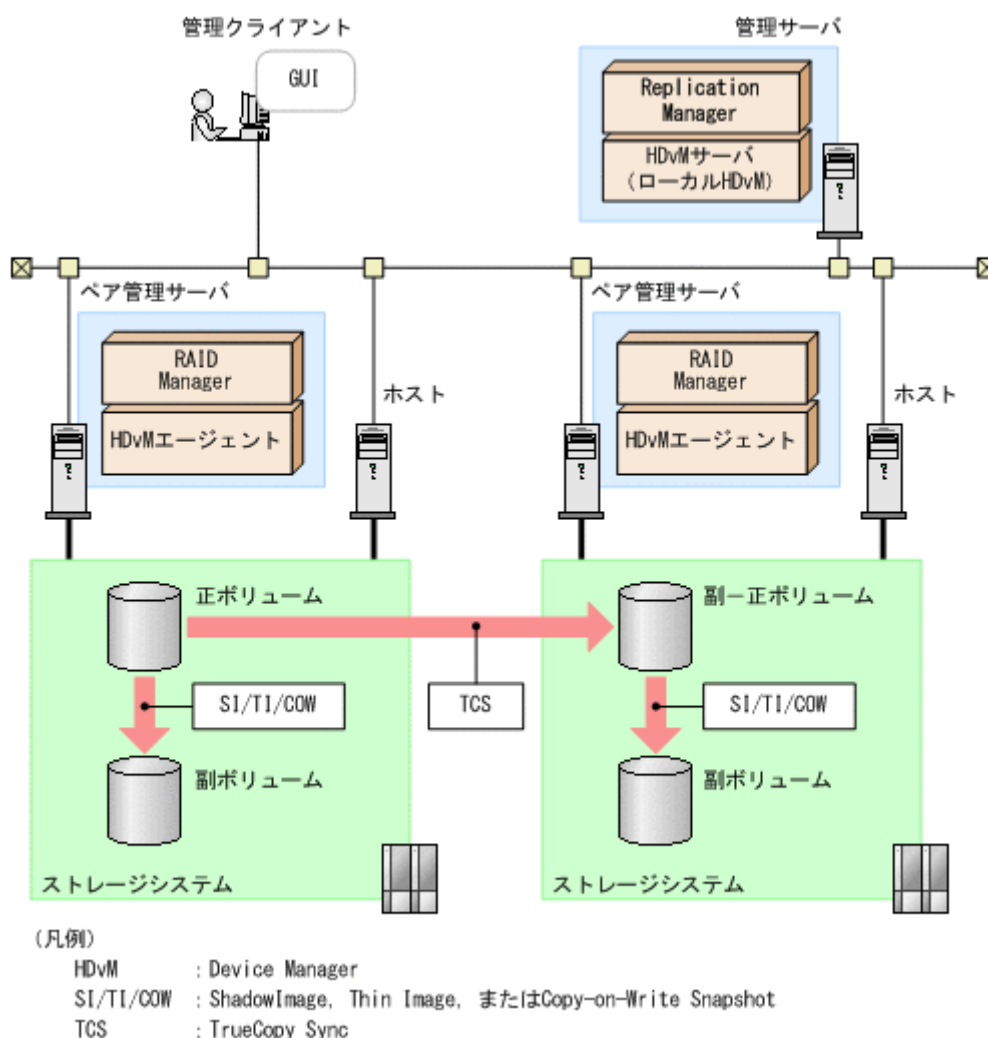 管理クライアント
管理サーバ
GUI
Replication
Manager
HDvMサーバ
(ローカルHDvM)
ペア管理サーバ
ペア管理サーバ
RAID
Manager
HDvMエージェント
ホスト
RAID
Manager
HDvMエージェント
ホスト
正ボリューム
副-正ボリューム
SI/TI/COW
TCS
SI/TI/COW
副ボリューム
副ボリューム
ストレージシステム
ストレージシステム
(凡例)
HDvM : Device Manager
SI/TI/COW : ShadowImage, Thin Image, またはCopy-on-Write Snapshot
TCS : TrueCopy Sync